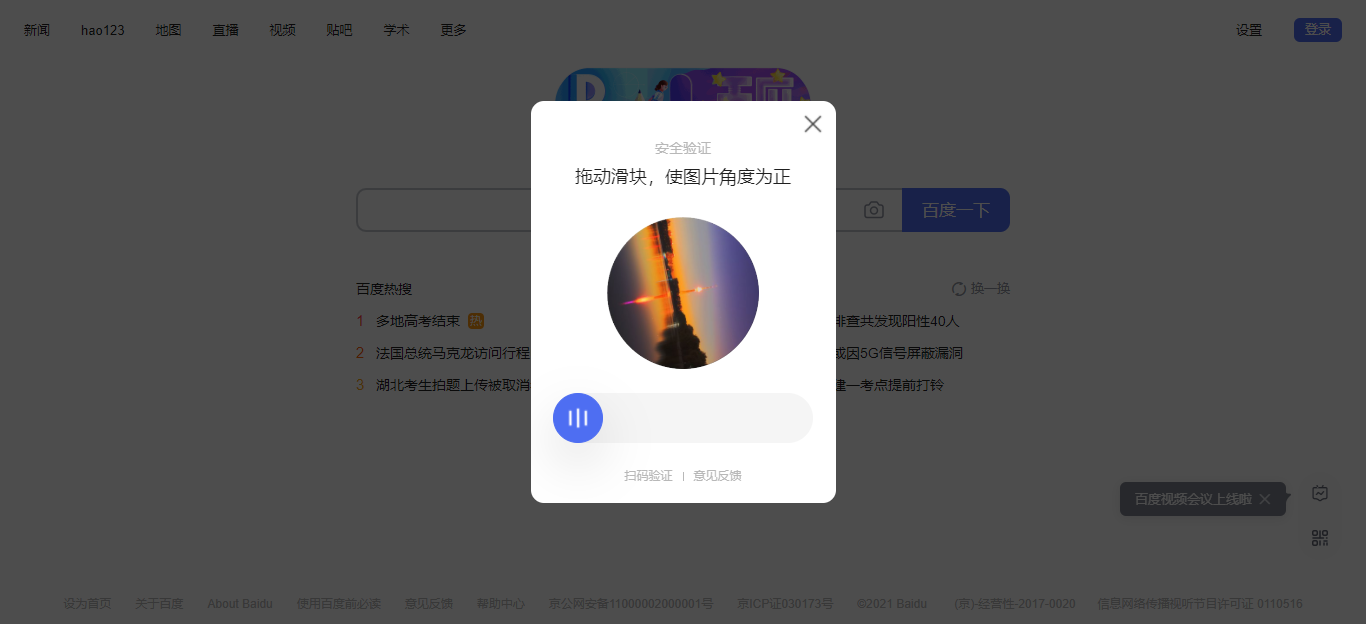 新闻 hao123 地图 直播 视频 贴吧 学术 更多 设置 登录
安全验证
拖动滑块，使图片角度为正
百度一下
百度热搜 换一换
1 多地高考结束 热
排查共发现阳性40人
2 法国总统马克龙访问行程
或因5G信号屏蔽漏洞
3 湖北考生拍题上传被取消
建一考点提前打铃
扫码验证 | 意见反馈
百度视频会议上线啦
设为首页 关于百度 About Baidu 使用百度前必读 意见反馈 帮助中心 京公网安备11000002000001号 京ICP证030173号 ©2021 Baidu (京)-经营性-2017-0020 信息网络传播视听节目许可证 0110516